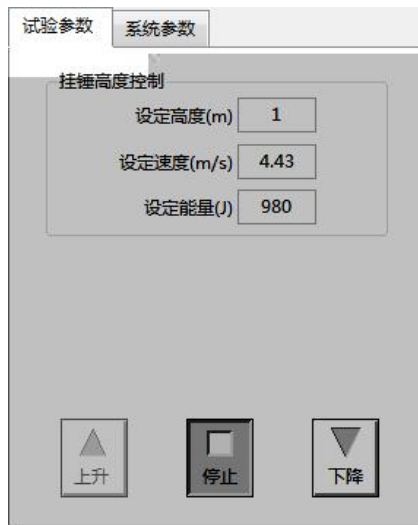 试验参数 系统参数
挂锤高度控制
设定高度(m) 1
设定速度(m/s) 4.43
设定能量(J) 980
上升 停止 下降